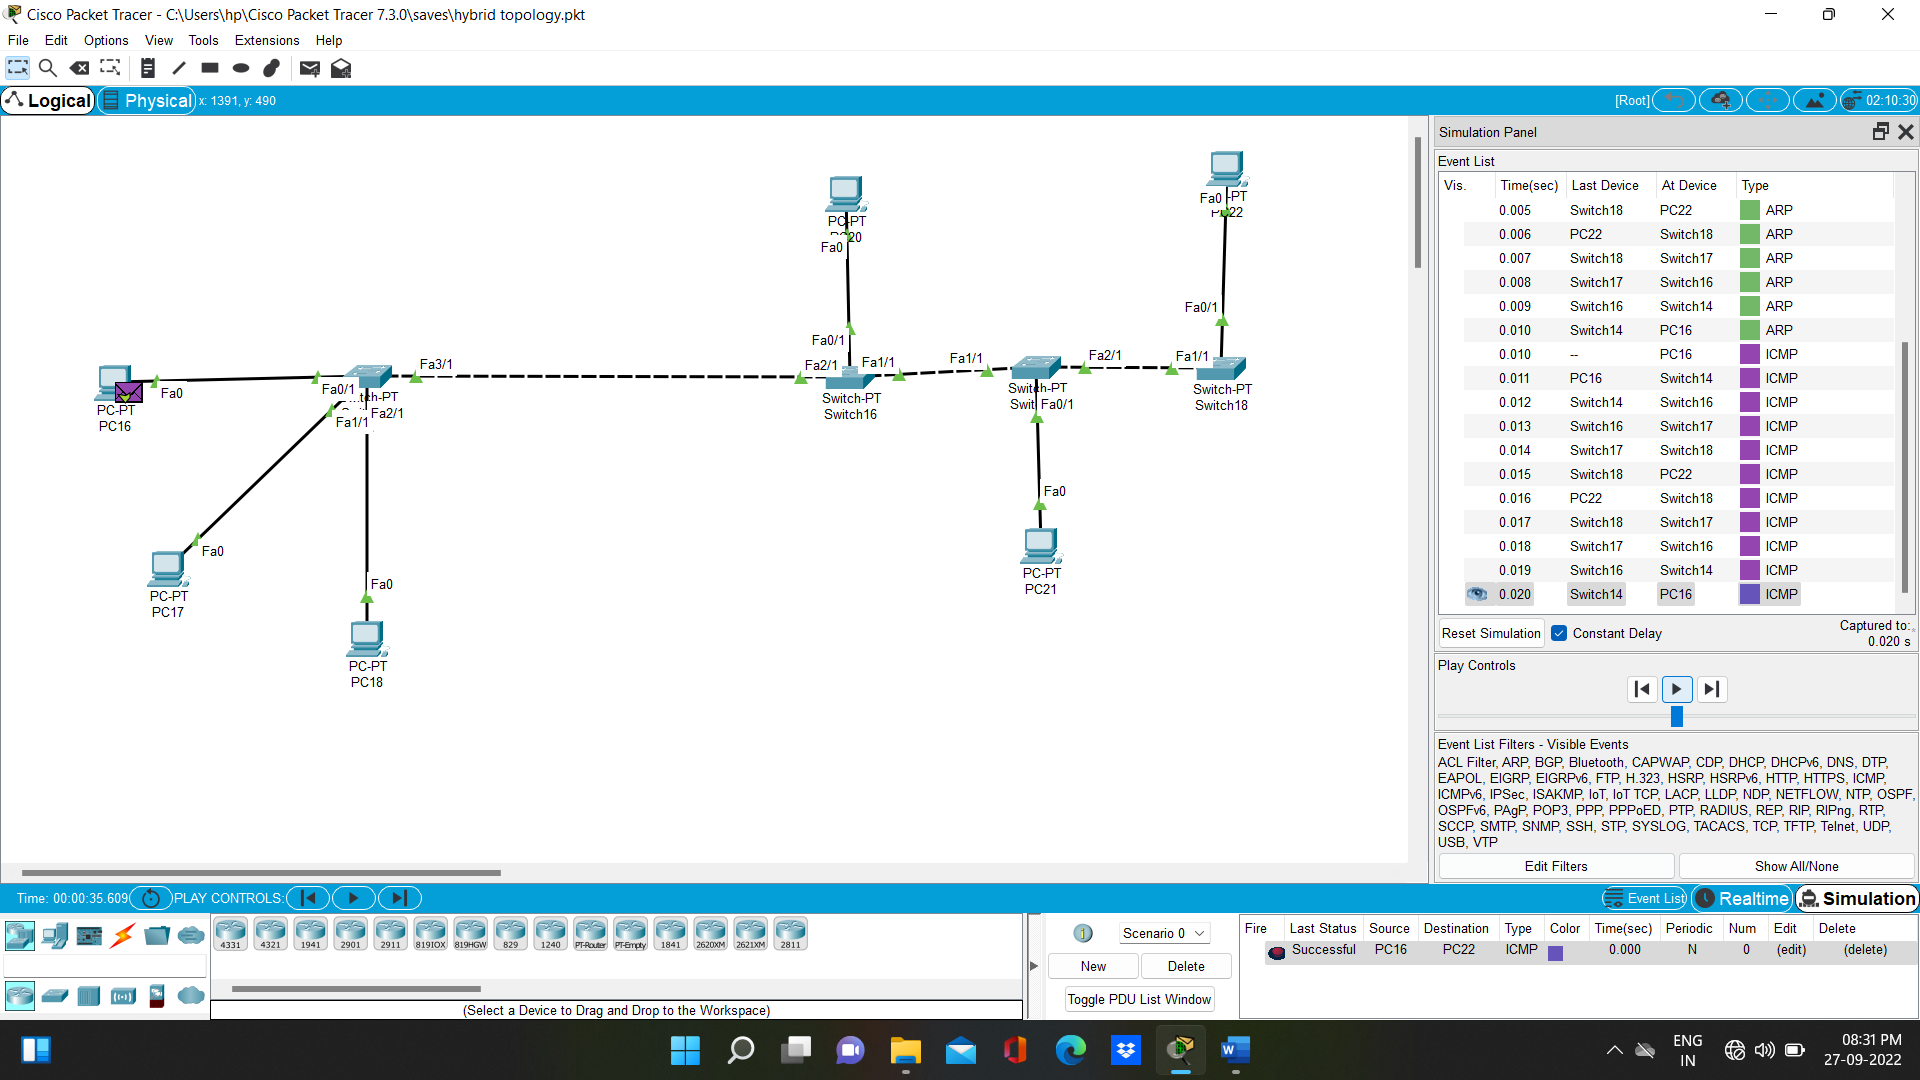 Cisco Packet Tracer - C:\Users\hp\Cisco Packet Tracer 7.3.0\saves\hybrid topology.pkt
File Edit Options View Tools Extensions Help
Logical Physical x: 1391, y: 490 [Root] 02:10:30
PC-PT
PC20
Fa0
Fa0
-PT
PC22
Fa0/1
Fa0/1
Fa3/1
Fa2/1
Fa1/1
Fa1/1
Fa2/1
Fa1/1
Fa0
PC-PT
PC16
Fa0/1
Fa1/1
Fa2/1
Switch-PT
Switch16
Switch-PT
Fa0/1
Switch-PT
Switch18
Fa0
PC-PT
PC17
Fa0
PC-PT
PC18
Fa0
PC-PT
PC21
Simulation Panel
Event List
Vis. Time(sec) Last Device At Device Type
0.005 Switch18 PC22 ARP
0.006 PC22 Switch18 ARP
0.007 Switch18 Switch17 ARP
0.008 Switch17 Switch16 ARP
0.009 Switch16 Switch14 ARP
0.010 Switch14 PC16 ARP
0.010 -- PC16 ICMP
0.011 PC16 Switch14 ICMP
0.012 Switch14 Switch16 ICMP
0.013 Switch16 Switch17 ICMP
0.014 Switch17 Switch18 ICMP
0.015 Switch18 PC22 ICMP
0.016 PC22 Switch18 ICMP
0.017 Switch18 Switch17 ICMP
0.018 Switch17 Switch16 ICMP
0.019 Switch16 Switch14 ICMP
0.020 Switch14 PC16 ICMP
Reset Simulation Constant Delay Captured to:
0.020 s
Play Controls
Event List Filters - Visible Events
ACL Filter, ARP, BGP, Bluetooth, CAPWAP, CDP, DHCP, DHCPv6, DNS, DTP,
EAPOL, EIGRP, EIGRPv6, FTP, H.323, HSRP, HSRPv6, HTTP, HTTPS, ICMP,
ICMPv6, IPSec, ISAKMP, IoT, IoT TCP, LACP, LLDP, NDP, NETFLOW, NTP, OSPF,
OSPFv6, PAgP, POP3, PPP, PPPoED, PTP, RADIUS, REP, RIP, RIPng, RTP,
SCCP, SMTP, SNMP, SSH, STP, SYSLOG, TACACS, TCP, TFTP, Telnet, UDP,
USB, VTP
Edit Filters Show All/None
Time: 00:00:35.609 PLAY CONTROLS: Event List Realtime Simulation
4331 4321 1941 2901 2911 819IOX 819HGW 829 1240 PT-Router PT-Empty 1841 2620XM 2621XM 2811
(Select a Device to Drag and Drop to the Workspace)
Scenario 0
New Delete
Toggle PDU List Window
Fire Last Status Source Destination Type Color Time(sec) Periodic Num Edit Delete
Successful PC16 PC22 ICMP 0.000 N 0 (edit) (delete)
ENG
IN
08:31 PM
27-09-2022